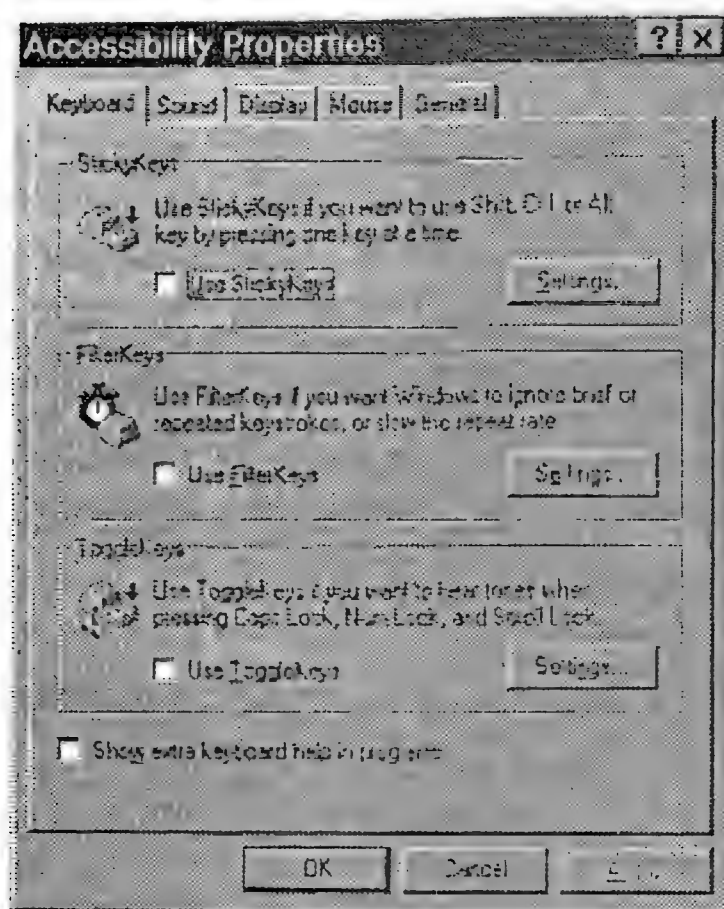 Accessibility Properties ? X
Keyboard Sound Display Mouse General
StickyKeys
Use StickyKeys if you want to use Shift, Ctrl, or Alt
key by pressing one key at a time.
Use StickyKeys Settings...
FilterKeys
Use FilterKeys if you want Windows to ignore brief or
repeated keystrokes, or slow the repeat rate
Use FilterKeys Settings...
ToggleKeys
Use ToggleKeys if you want to hear tones when
pressing Caps Lock, Num Lock, and Scroll Lock.
Use ToggleKeys Settings...
Show extra keyboard help in programs
OK Cancel